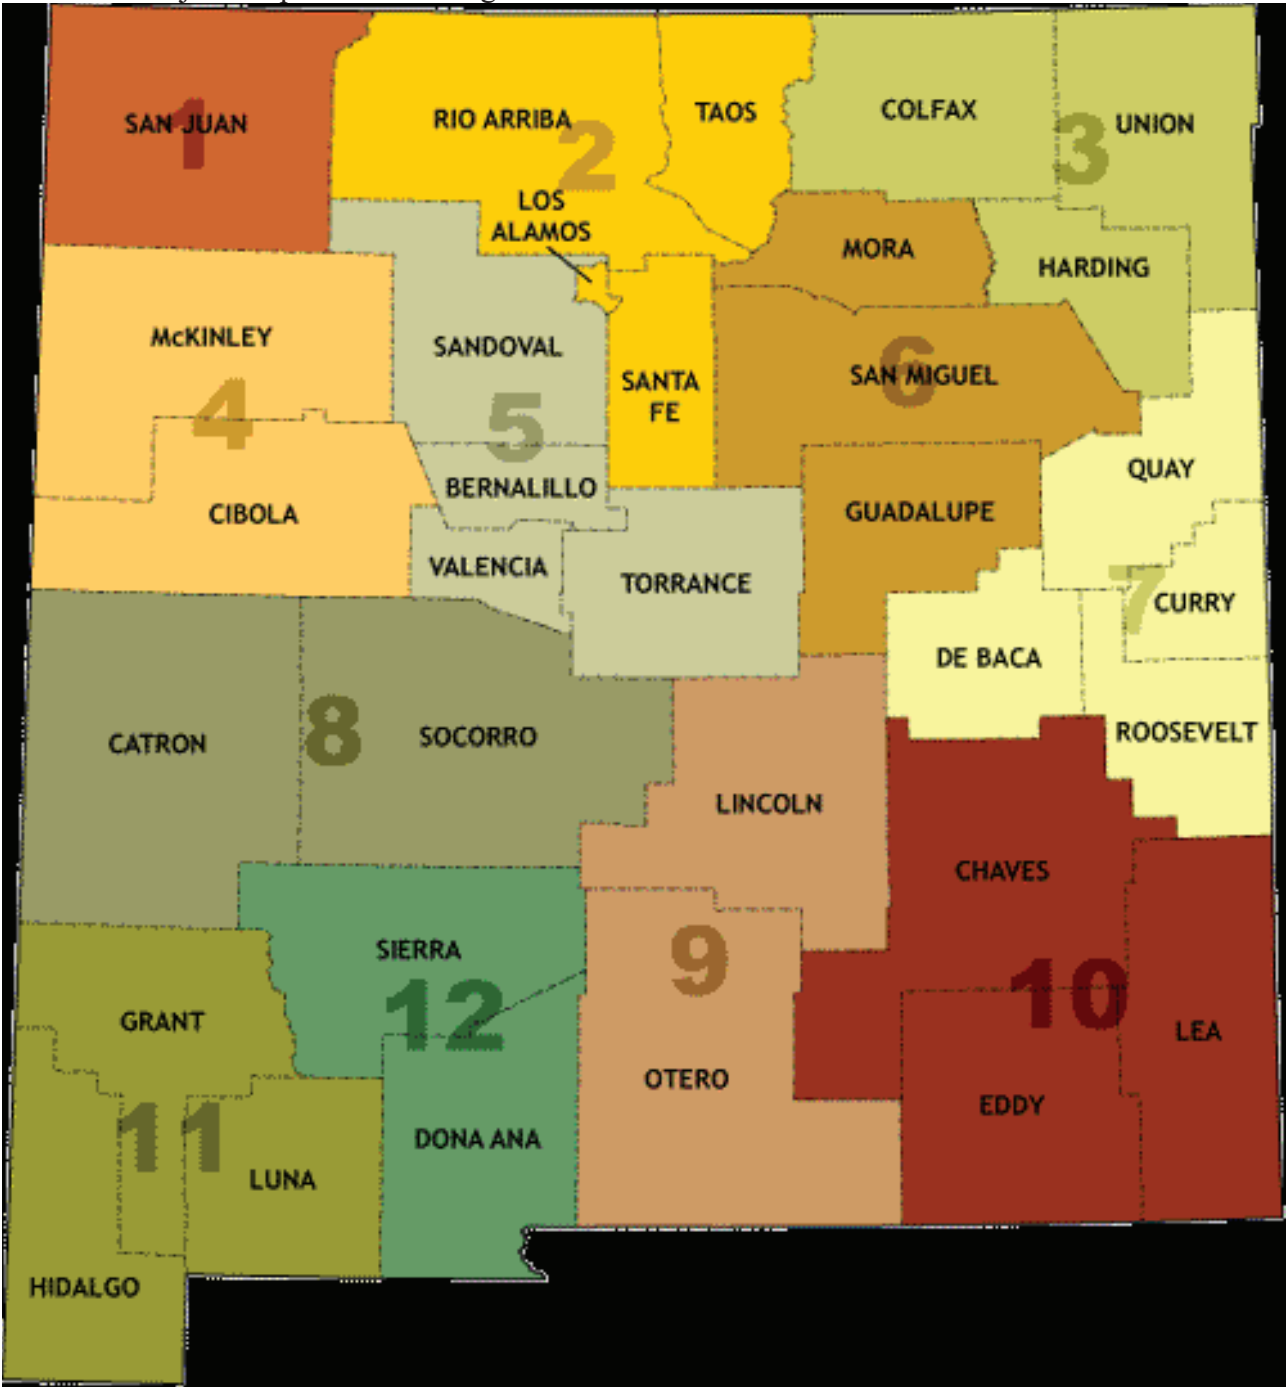 SAN JUAN
1
RIO ARRIBA
2
TAOS
COLFAX
3
UNION
LOS
ALAMOS
MORA
HARDING
McKINLEY
4
SANDOVAL
5
SANTA
FE
6
SAN MIGUEL
QUAY
BERNALILLO
CIBOLA
GUADALUPE
VALENCIA
TORRANCE
7
CURRY
DE BACA
CATRON
8
SOCORRO
ROOSEVELT
LINCOLN
CHAVES
SIERRA
9
12
10
GRANT
LEA
OTERO
EDDY
11
DONA ANA
LUNA
HIDALGO